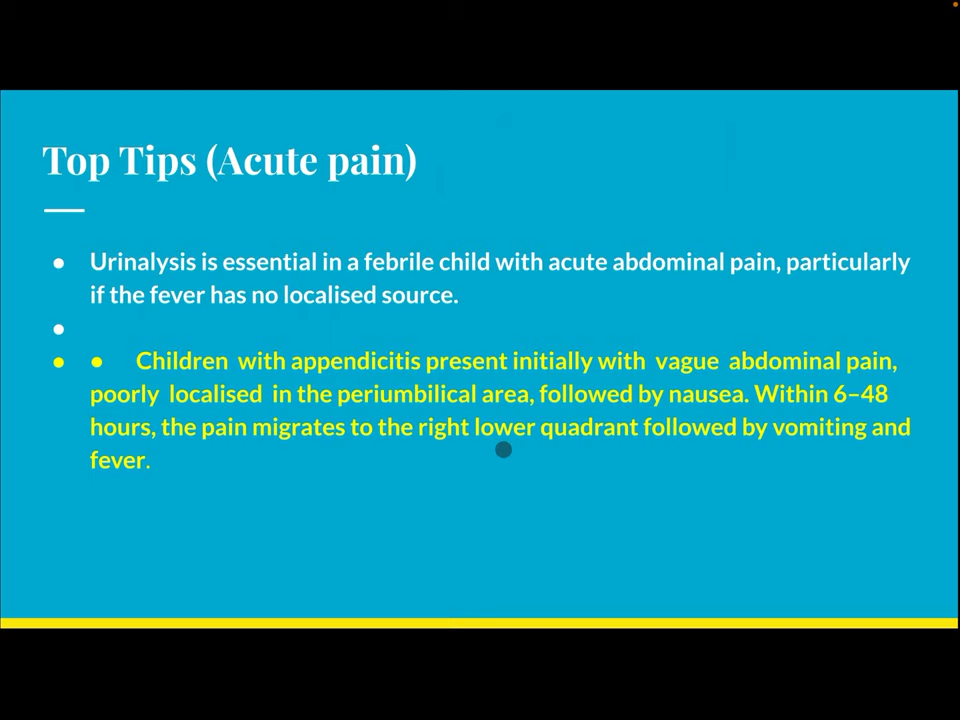 Top Tips (Acute pain)
● Urinalysis is essential in a febrile child with acute abdominal pain, particularly
if the fever has no localised source.
●
● ● Children with appendicitis present initially with vague abdominal pain,
poorly localised in the periumbilical area, followed by nausea. Within 6–48
hours, the pain migrates to the right lower quadrant followed by vomiting and
fever.